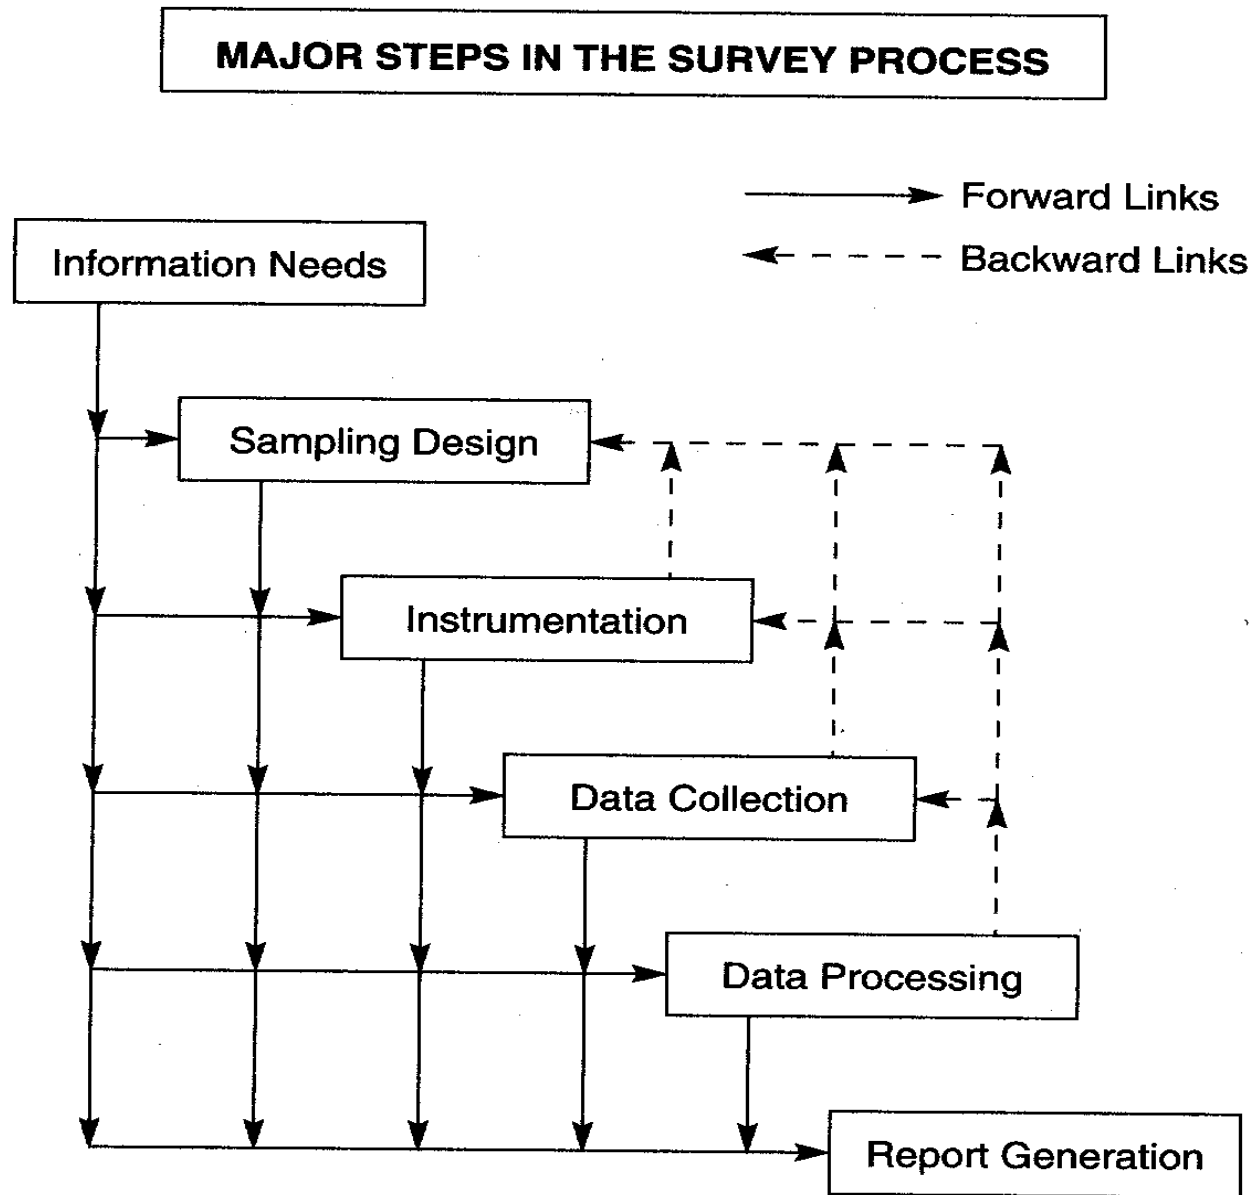 MAJOR STEPS IN THE SURVEY PROCESS
Forward Links
Backward Links
Information Needs
Sampling Design
Instrumentation
Data Collection
Data Processing
Report Generation